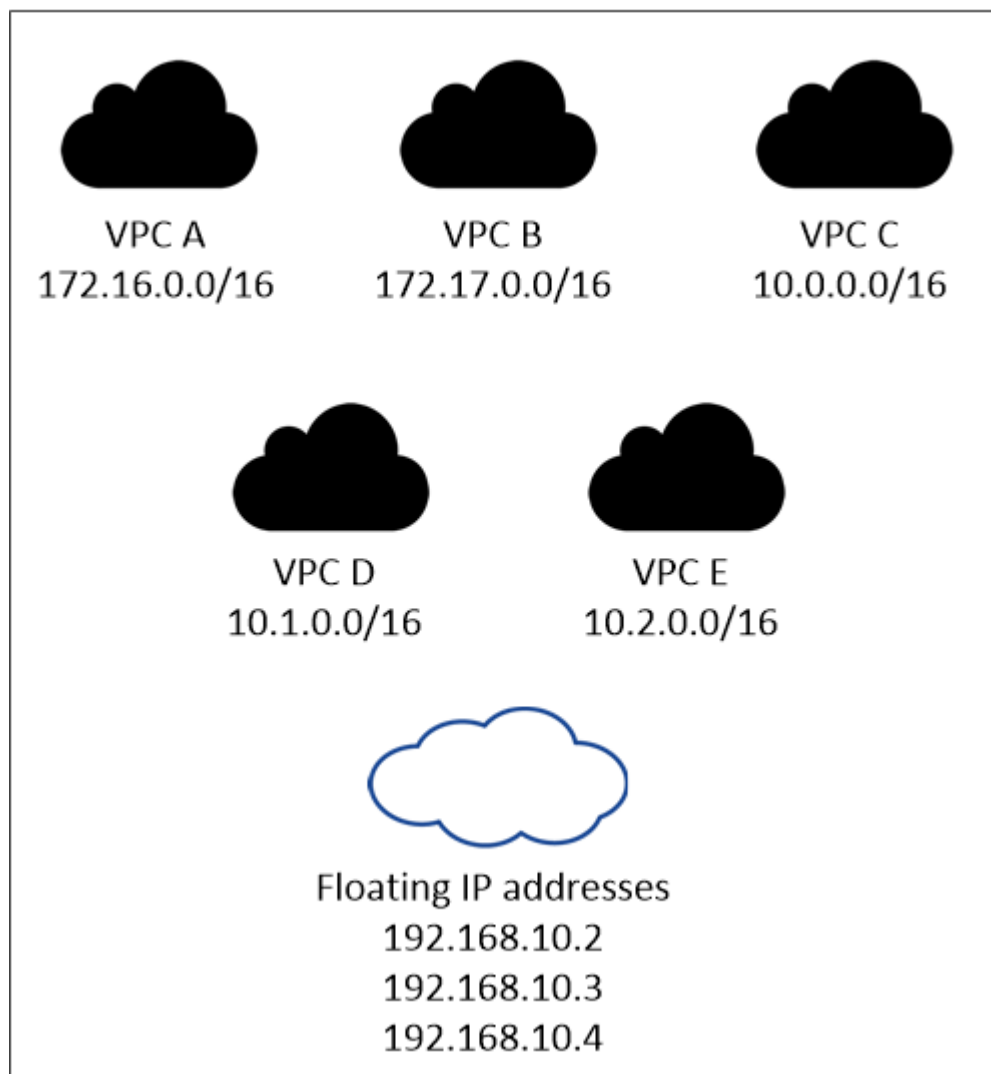 VPC A
172.16.0.0/16
VPC B
172.17.0.0/16
VPC C
10.0.0.0/16
VPC D
10.1.0.0/16
VPC E
10.2.0.0/16
Floating IP addresses
192.168.10.2
192.168.10.3
192.168.10.4